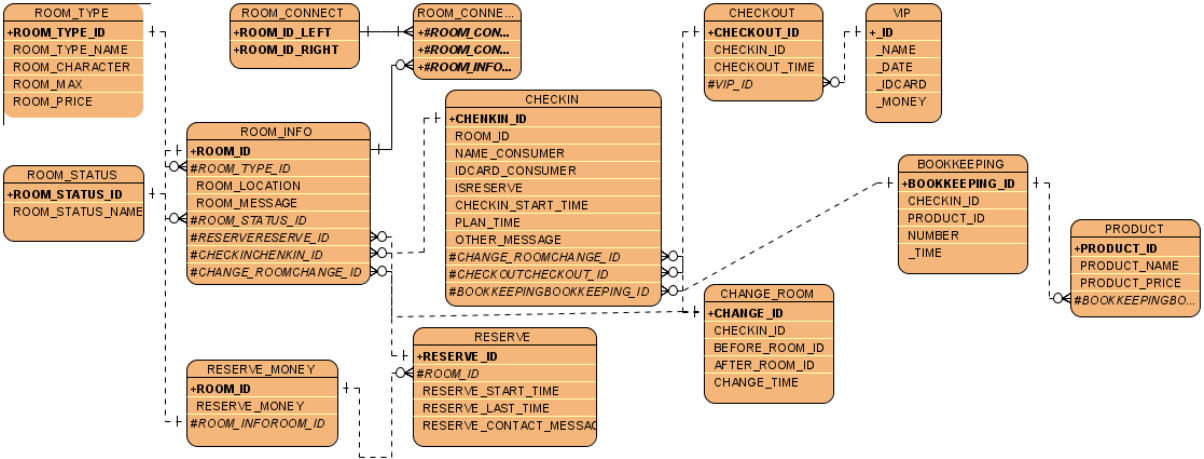 ROOM_TYPE
+ROOM_TYPE_ID
ROOM_TYPE_NAME
ROOM_CHARACTER
ROOM_MAX
ROOM_PRICE
ROOM_CONNECT
+ROOM_ID_LEFT
+ROOM_ID_RIGHT
ROOM_CONNE...
+#ROOM_CON...
+#ROOM_CON...
+#ROOM_INFO...
CHECKOUT
+CHECKOUT_ID
CHECKIN_ID
CHECKOUT_TIME
#VIP_ID
VIP
+_ID
_NAME
_DATE
_IDCARD
_MONEY
CHECKIN
+CHENKIN_ID
ROOM_ID
NAME_CONSUMER
IDCARD_CONSUMER
ISRESERVE
CHECKIN_START_TIME
PLAN_TIME
OTHER_MESSAGE
#CHANGE_ROOMCHANGE_ID
#CHECKOUTCHECKOUT_ID
#BOOKKEEPINGBOOKKEEPING_ID
ROOM_INFO
+ROOM_ID
#ROOM_TYPE_ID
ROOM_LOCATION
ROOM_MESSAGE
#ROOM_STATUS_ID
#RESERVERESERVE_ID
#CHECKINCHENKIN_ID
#CHANGE_ROOMCHANGE_ID
ROOM_STATUS
+ROOM_STATUS_ID
ROOM_STATUS_NAME
BOOKKEEPING
+BOOKKEEPING_ID
CHECKIN_ID
PRODUCT_ID
NUMBER
_TIME
PRODUCT
+PRODUCT_ID
PRODUCT_NAME
PRODUCT_PRICE
#BOOKKEEPINGBO...
CHANGE_ROOM
+CHANGE_ID
CHECKIN_ID
BEFORE_ROOM_ID
AFTER_ROOM_ID
CHANGE_TIME
RESERVE
+RESERVE_ID
#ROOM_ID
RESERVE_START_TIME
RESERVE_LAST_TIME
RESERVE_CONTACT_MESSAG
RESERVE_MONEY
+ROOM_ID
RESERVE_MONEY
#ROOM_INFOROOM_ID